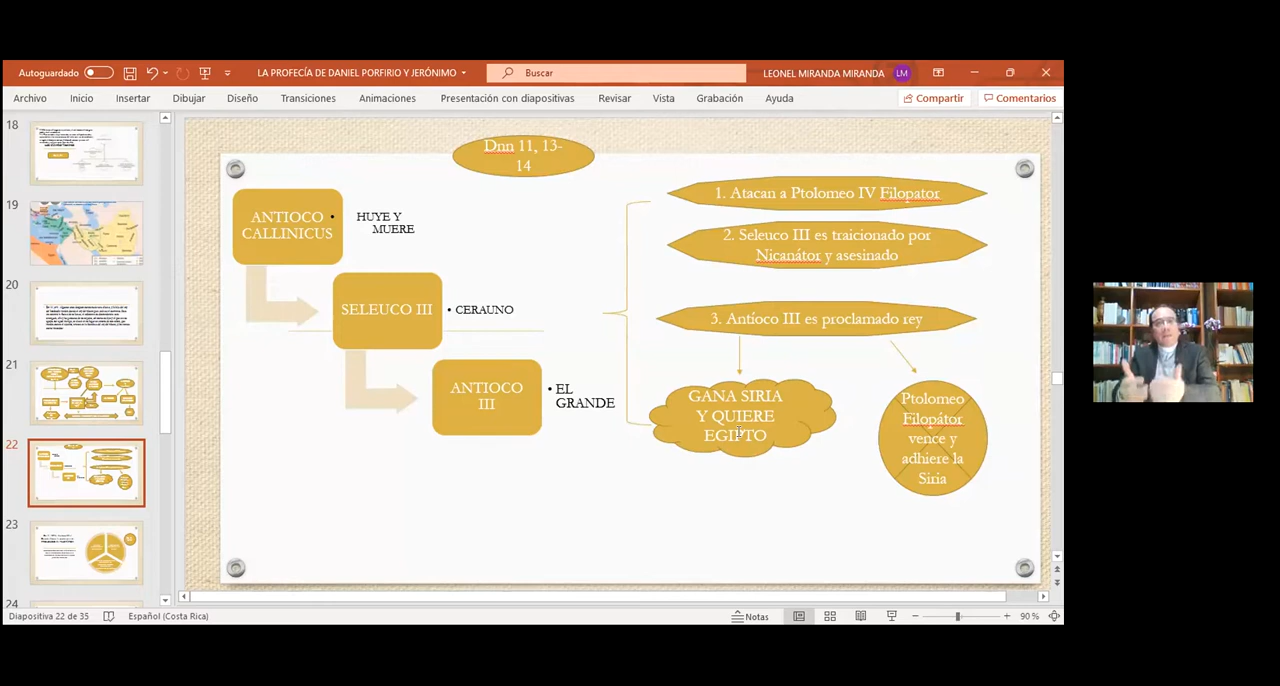 Autoguardado
LA PROFECÍA DE DANIEL PORFIRIO Y JERÓNIMO
Buscar
LEONEL MIRANDA MIRANDA
LM
Archivo
Inicio
Insertar
Dibujar
Diseño
Transiciones
Animaciones
Presentación con diapositivas
Revisar
Vista
Grabación
Ayuda
Compartir
Comentarios
18
19
20
21
22
23
24
Dnn 11, 13-
14
ANTIOCO
CALLINICUS
• HUYE Y
MUERE
SELEUCO III
• CERAUNO
ANTIOCO
III
• EL
GRANDE
1. Atacan a Ptolomeo IV Filopator
2. Seleuco III es traicionado por
Nicanátor y asesinado
3. Antíoco III es proclamado rey
GANA SIRIA
Y QUIERE
EGIPTO
Ptolomeo
Filopátor
vence y
adhiere la
Siria
Diapositiva 22 de 35
Español (Costa Rica)
Notas
90 %